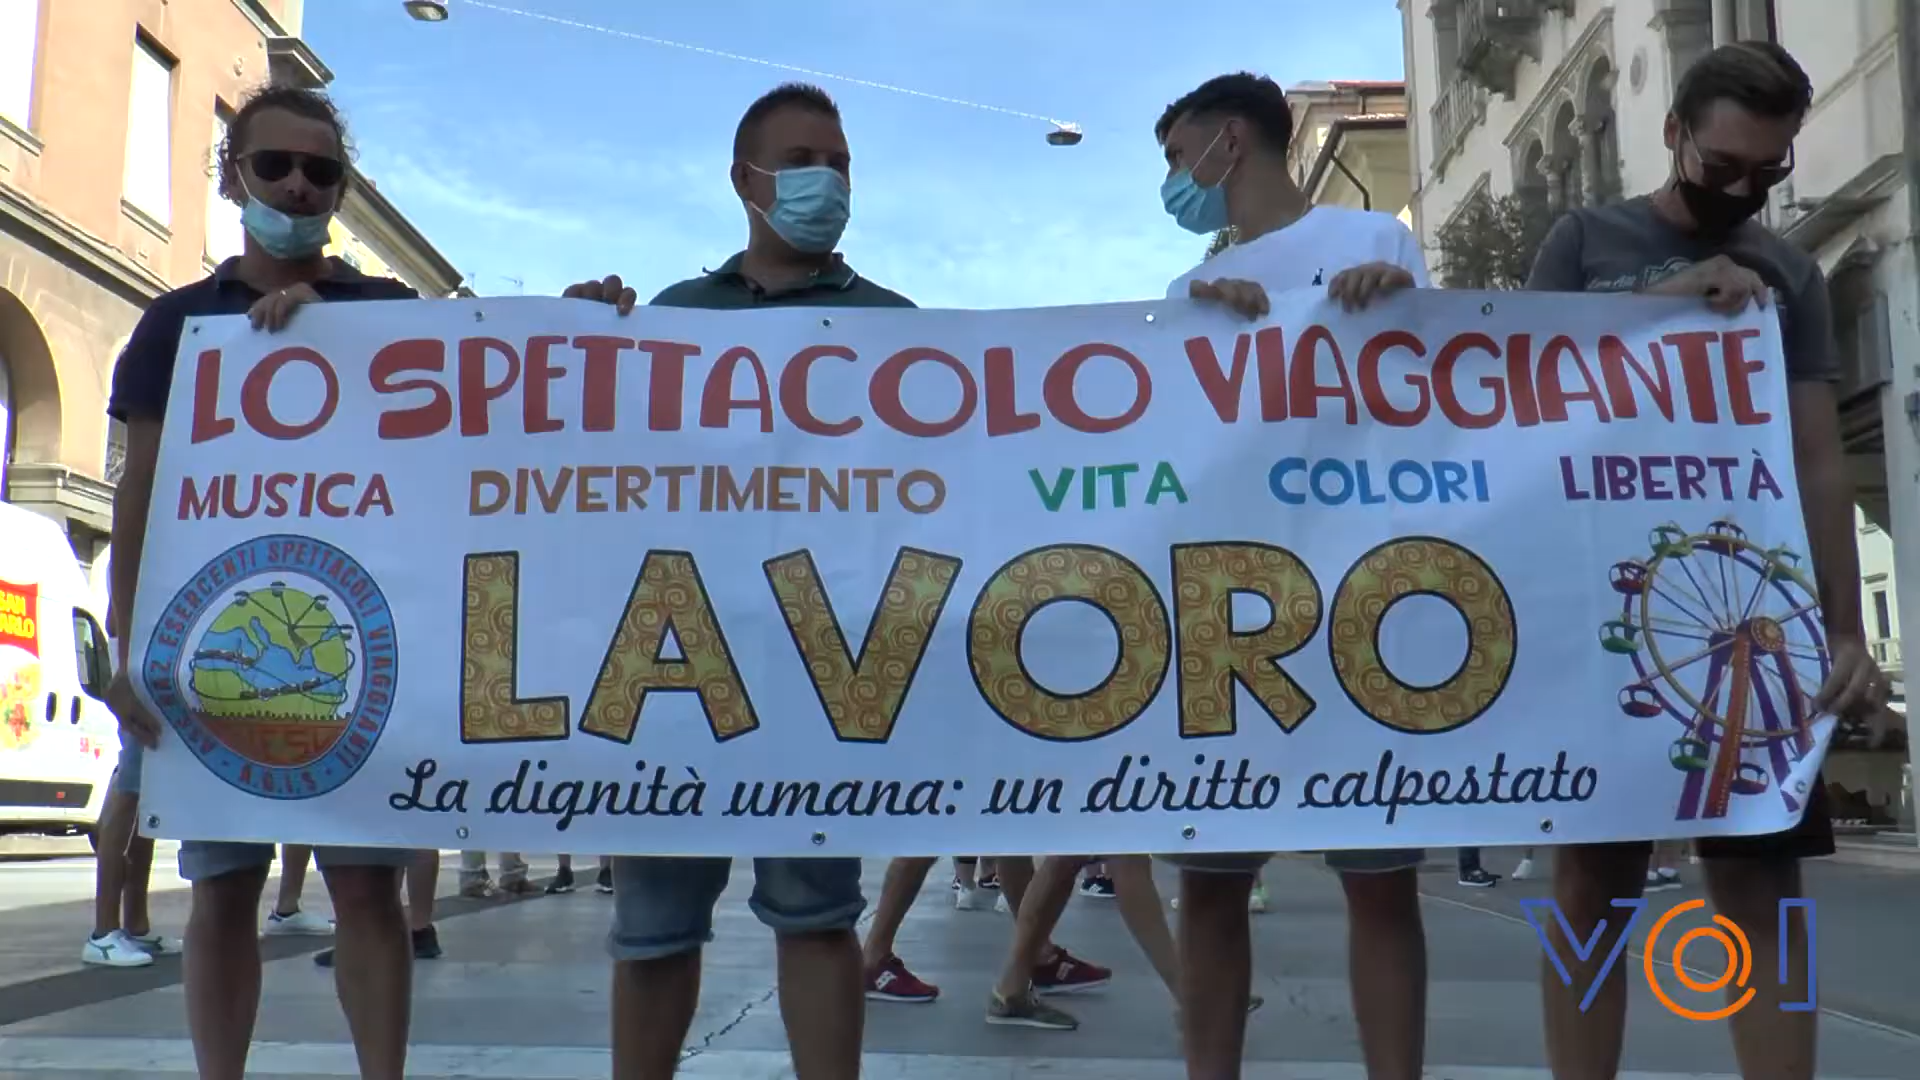 LO SPETTACOLO VIAGGIANTE
MUSICA DIVERTIMENTO VITA COLORI LIBERTÀ
LAVORO
ESERCENTI SPETTACOLI VIAGGIANTI
A.G.I.S.
La dignità umana: un diritto calpestato
VOI